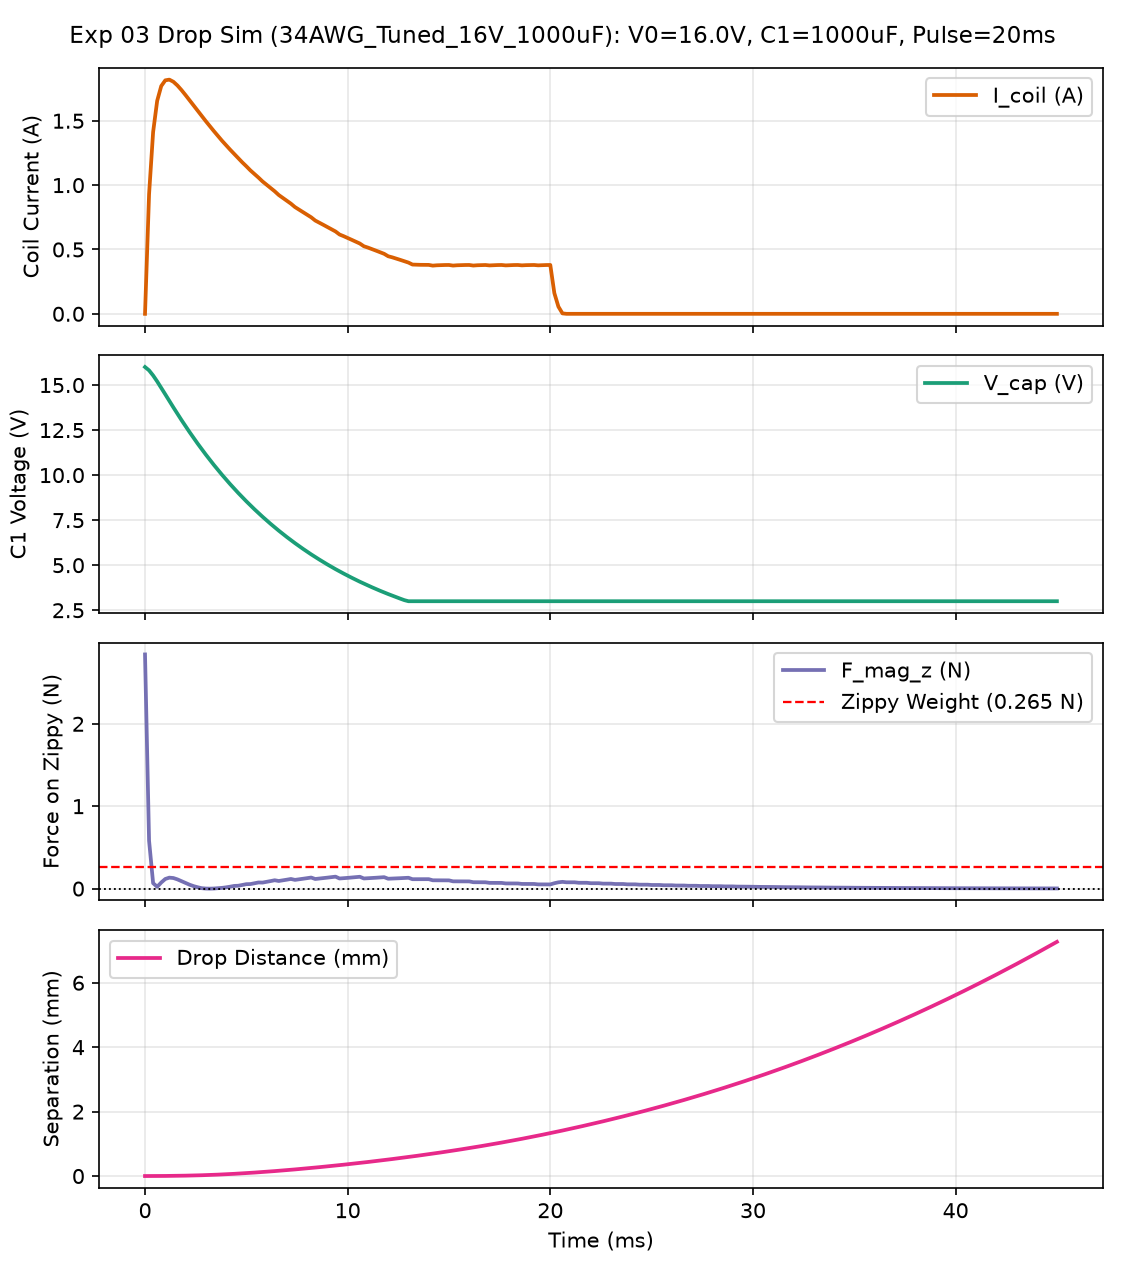 Exp 03 Drop Sim (34AWG_Tuned_16V_1000uF): V0=16.0V, C1=1000uF, Pulse=20ms
I_coil (A)
Coil Current (A)
1.5
1.0
0.5
0.0
V_cap (V)
C1 Voltage (V)
15.0
12.5
10.0
7.5
5.0
2.5
F_mag_z (N)
Zippy Weight (0.265 N)
Force on Zippy (N)
2
1
0
Drop Distance (mm)
Separation (mm)
6
4
2
0
0 10 20 30 40
Time (ms)